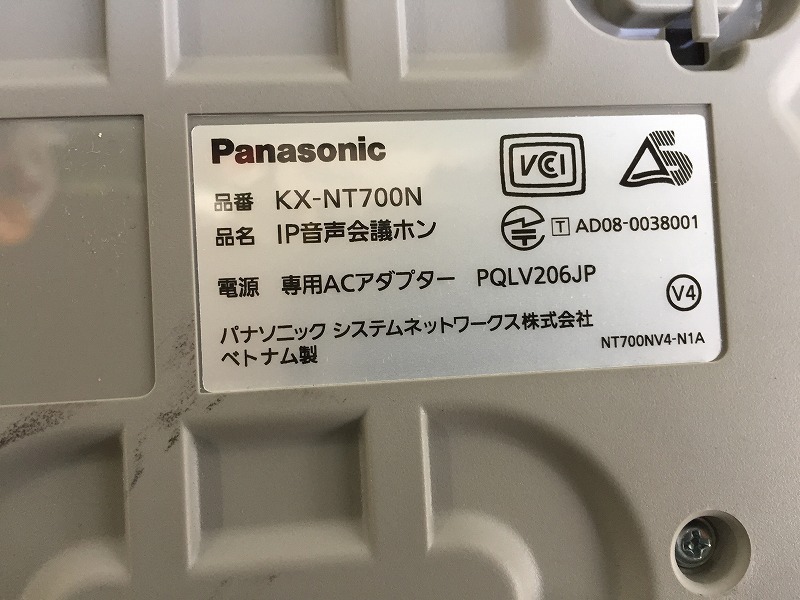 Panasonic
VCCI
S
品番 KX-NT700N
品名 IP音声会議ホン
T AD08-0038001
電源 専用ACアダプター PQLV206JP
V4
パナソニック システムネットワークス株式会社
ベトナム製
NT700NV4-N1A